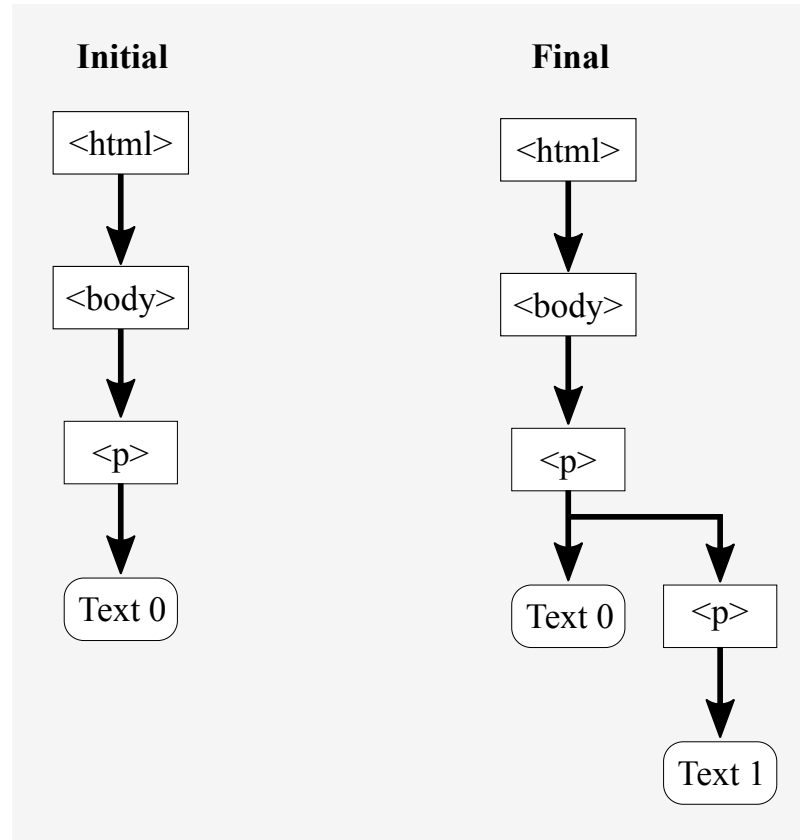 Initial
<html>
<body>
<p>
Text 0
Final
<html>
<body>
<p>
Text 0
<p>
Text 1